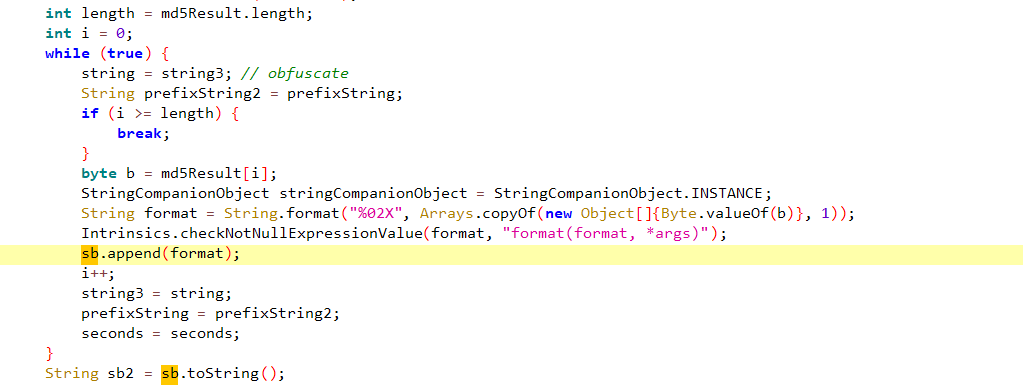 int length = md5Result.length;
int i = 0;
while (true) {
string = string3; // obfuscate
String prefixString2 = prefixString;
if (i >= length) {
break;
}
byte b = md5Result[i];
StringCompanionObject stringCompanionObject = StringCompanionObject.INSTANCE;
String format = String.format("%02X", Arrays.copyOf(new Object[]{Byte.valueOf(b)}, 1));
Intrinsics.checkNotNullExpressionValue(format, "format(format, *args)");
sb.append(format);
i++;
string3 = string;
prefixString = prefixString2;
seconds = seconds;
}
String sb2 = sb.toString();